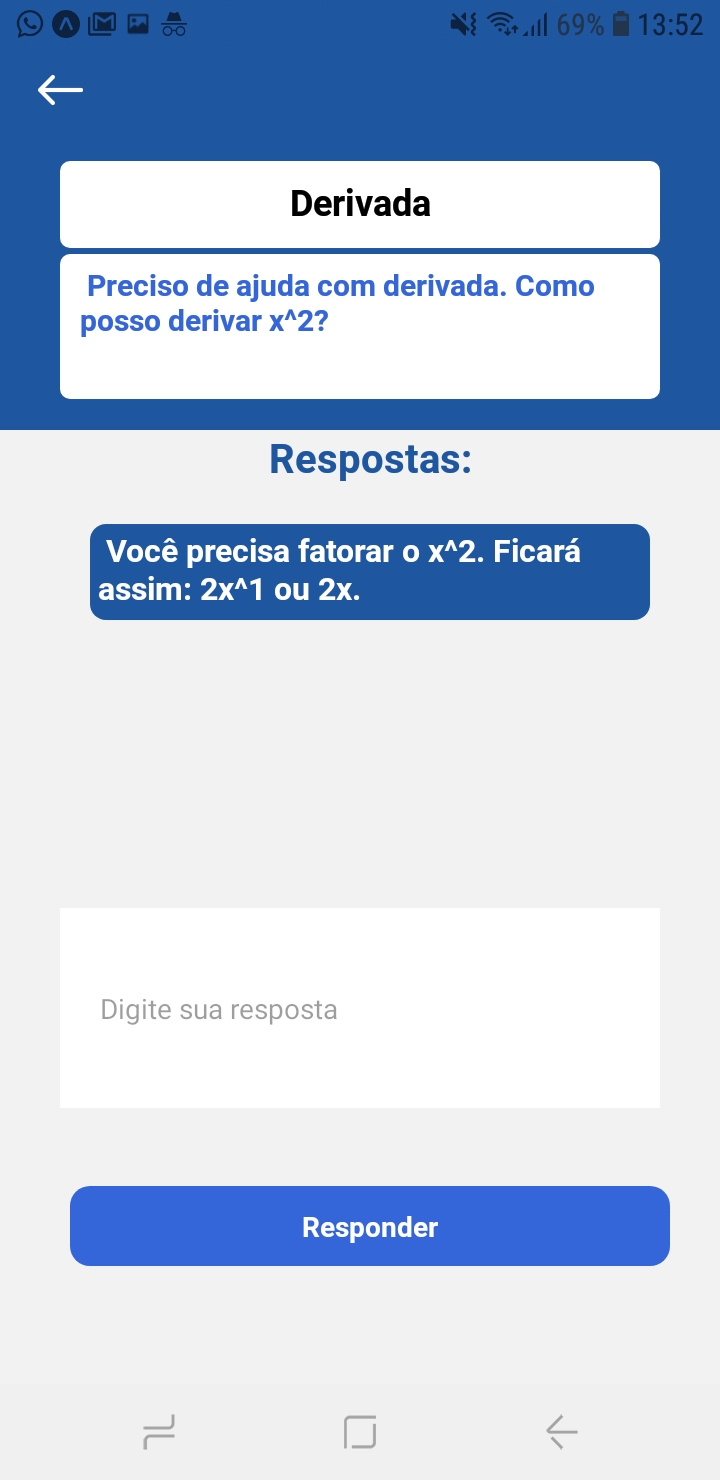 69% 13:52
Derivada
Preciso de ajuda com derivada. Como
posso derivar x^2?
Respostas:
Você precisa fatorar o x^2. Ficará
assim: 2x^1 ou 2x.
Digite sua resposta
Responder